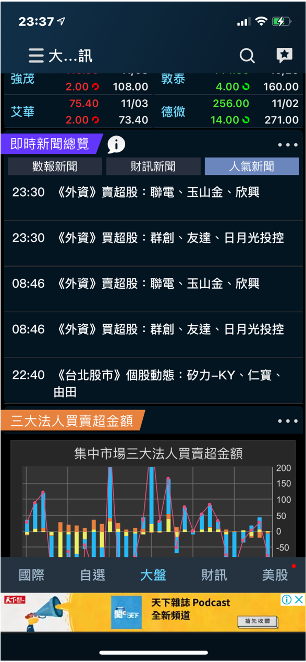 23:37
大...訊
強茂
2.00
108.00
敦泰
4.00
160.00
艾華
75.40
11/03
德微
256.00
11/02
2.00
73.40
14.00
271.00
即時新聞總覽
i
數報新聞
財訊新聞
人氣新聞
23:30 《外資》賣超股：聯電、玉山金、欣興
23:30 《外資》買超股：群創、友達、日月光投控
08:46 《外資》賣超股：聯電、玉山金、欣興
08:46 《外資》買超股：群創、友達、日月光投控
22:40 《台北股市》個股動態：矽力-KY、仁寶、
由田
三大法人買賣超金額
集中市場三大法人買賣超金額
200
150
100
50
0
-50
國際
自選
大盤
財訊
美股
天下雜誌 Podcast
全新頻道
搶先收聽